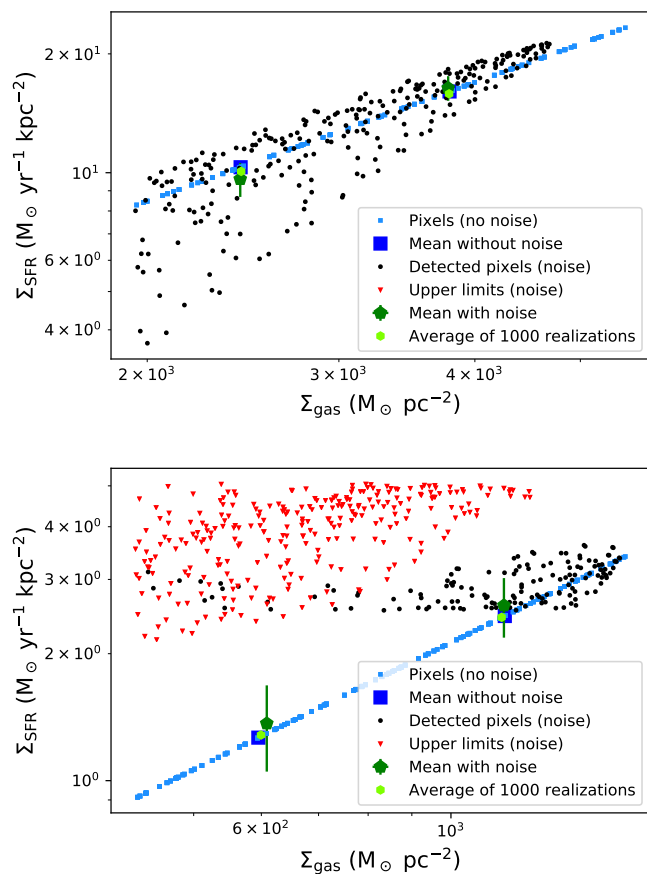 2 × 10¹
10¹
6 × 10⁰
4 × 10⁰
Σ_SFR (M⊙ yr⁻¹ kpc⁻²)
Pixels (no noise)
Mean without noise
Detected pixels (noise)
Upper limits (noise)
Mean with noise
Average of 1000 realizations
2 × 10³ 3 × 10³ 4 × 10³
Σ_gas (M⊙ pc⁻²)
4 × 10⁰
3 × 10⁰
2 × 10⁰
10⁰
Σ_SFR (M⊙ yr⁻¹ kpc⁻²)
Pixels (no noise)
Mean without noise
Detected pixels (noise)
Upper limits (noise)
Mean with noise
Average of 1000 realizations
6 × 10² 10³
Σ_gas (M⊙ pc⁻²)